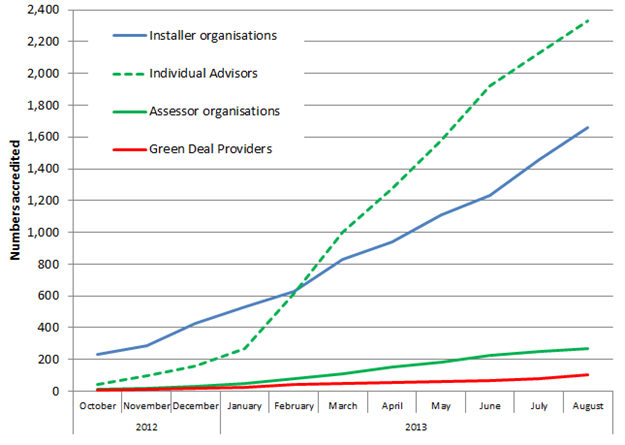 2,400
2,200
2,000
1,800
1,600
1,400
1,200
1,000
800
600
400
200
0
Numbers accredited
Installer organisations
Individual Advisors
Assessor organisations
Green Deal Providers
October November December January February March April May June July August
2012 2013